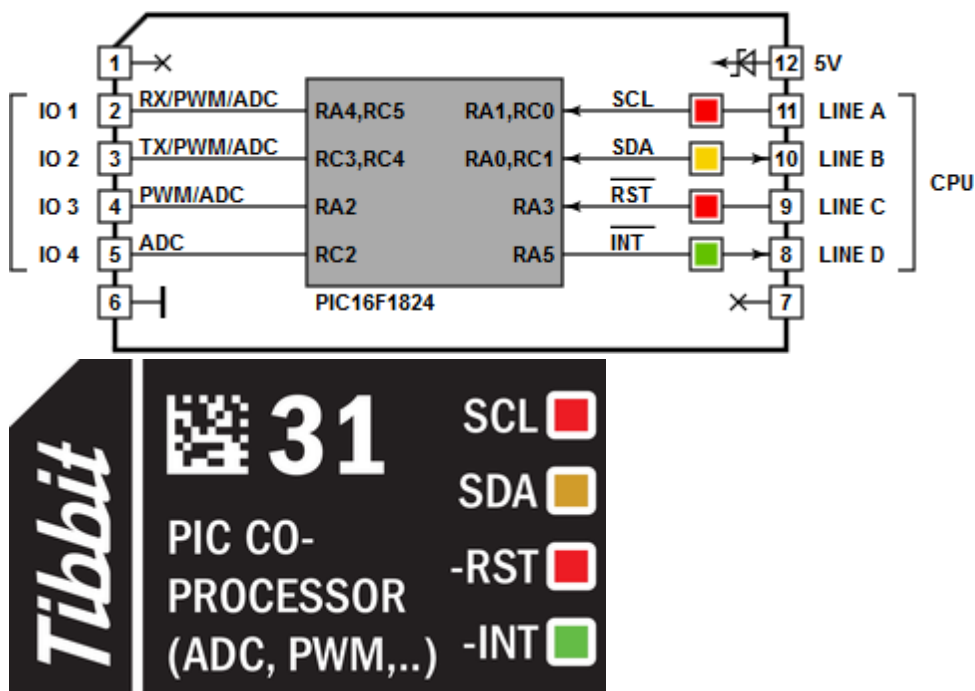 1 12 5V
IO 1 2 RX/PWM/ADC RA4,RC5 RA1,RC0 SCL 11 LINE A
IO 2 3 TX/PWM/ADC RC3,RC4 RA0,RC1 SDA 10 LINE B
CPU
IO 3 4 PWM/ADC RA2 RA3 RST 9 LINE C
IO 4 5 ADC RC2 RA5 INT 8 LINE D
6 PIC16F1824 7
Tibbit
31
PIC CO-
PROCESSOR
(ADC, PWM,..)
SCL
SDA
-RST
-INT